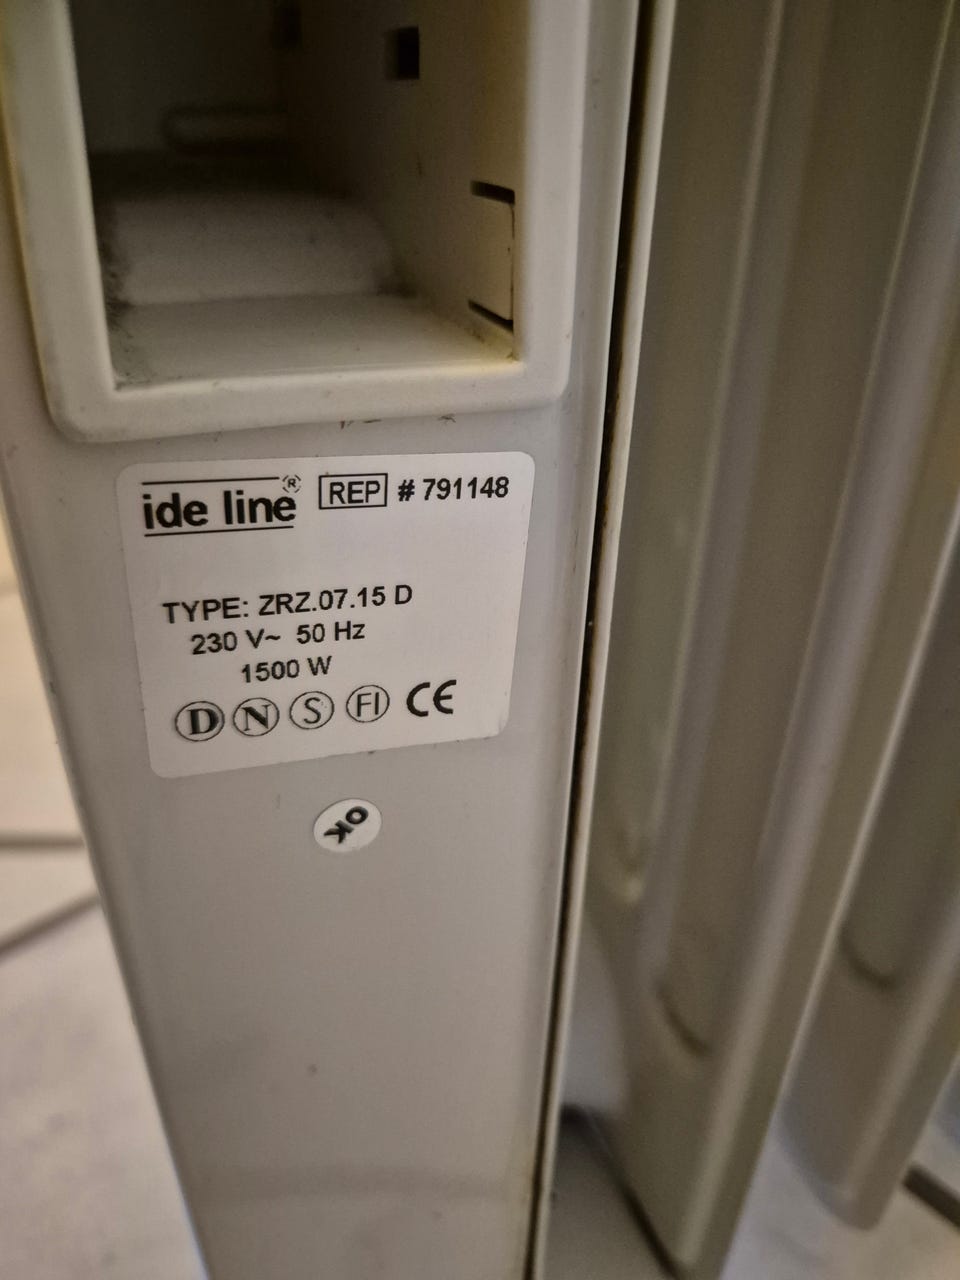 ide line ® REP # 791148
TYPE: ZRZ.07.15 D
230 V~ 50 Hz
1500 W
D N S FI CE
OK